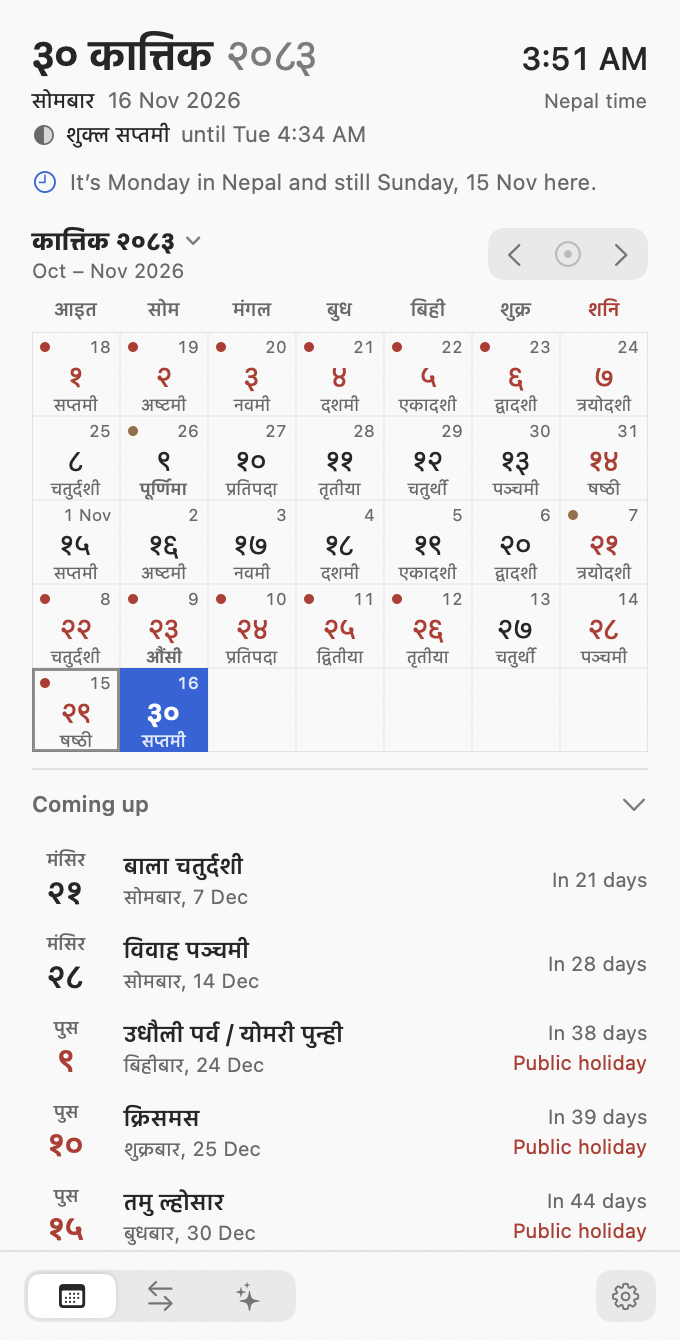 ३० कात्तिक २०८३
3:51 AM
सोमबार 16 Nov 2026
Nepal time
शुक्ल सप्तमी until Tue 4:34 AM
It’s Monday in Nepal and still Sunday, 15 Nov here.
कात्तिक २०८३
Oct – Nov 2026
आइत सोम मंगल बुध बिही शुक्र शनि
18 19 20 21 22 23 24
१ २ ३ ४ ५ ६ ७
सप्तमी अष्टमी नवमी दशमी एकादशी द्वादशी त्रयोदशी
25 26 27 28 29 30 31
८ ९ १० ११ १२ १३ १४
चतुर्दशी पूर्णिमा प्रतिपदा तृतीया चतुर्थी पञ्चमी षष्ठी
1 Nov 2 3 4 5 6 7
१५ १६ १७ १८ १९ २० २१
सप्तमी अष्टमी नवमी दशमी एकादशी द्वादशी त्रयोदशी
8 9 10 11 12 13 14
२२ २३ २४ २५ २६ २७ २८
चतुर्दशी औंसी प्रतिपदा द्वितीया तृतीया चतुर्थी पञ्चमी
15 16
२९ ३०
षष्ठी सप्तमी
Coming up
मंसिर
२१
बाला चतुर्दशी
सोमबार, 7 Dec
In 21 days
मंसिर
२८
विवाह पञ्चमी
सोमबार, 14 Dec
In 28 days
पुस
९
उधौली पर्व / योमरी पुन्ही
बिहीबार, 24 Dec
In 38 days
Public holiday
पुस
१०
क्रिसमस
शुक्रबार, 25 Dec
In 39 days
Public holiday
पुस
१५
तमु ल्होसार
बुधबार, 30 Dec
In 44 days
Public holiday